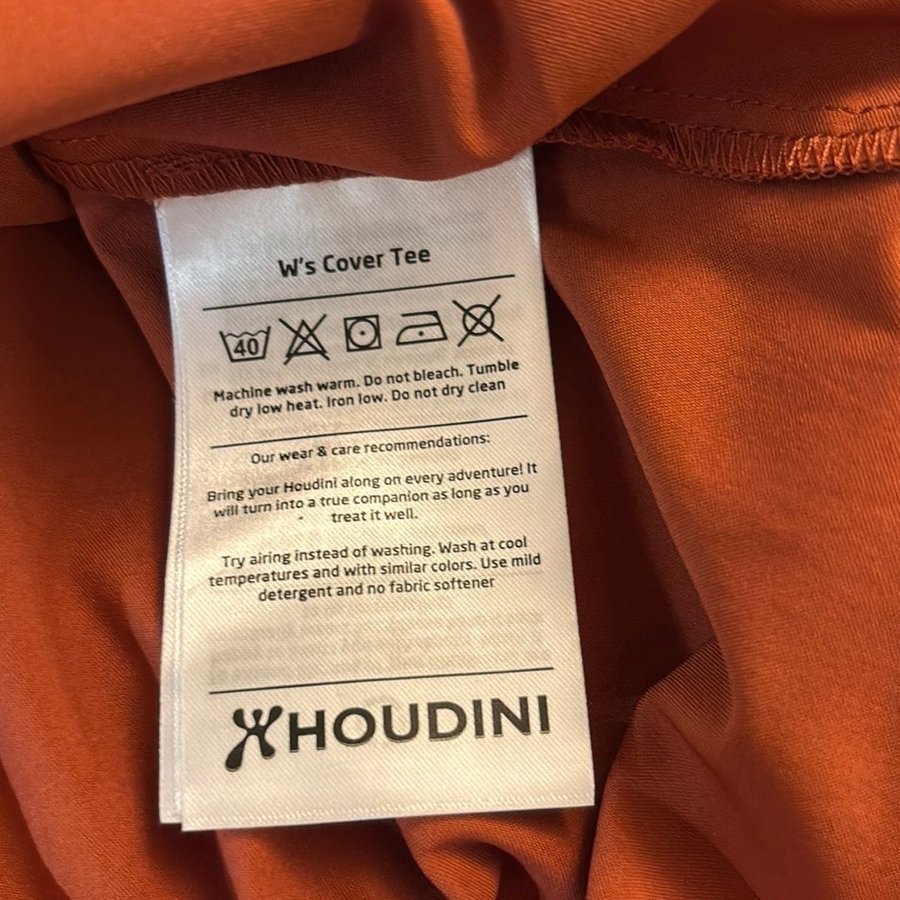 W's Cover Tee
40
Machine wash warm. Do not bleach. Tumble
dry low heat. Iron low. Do not dry clean
Our wear & care recommendations:
Bring your Houdini along on every adventure! It
will turn into a true companion as long as you
treat it well.
Try airing instead of washing. Wash at cool
temperatures and with similar colors. Use mild
detergent and no fabric softener
HOUDINI